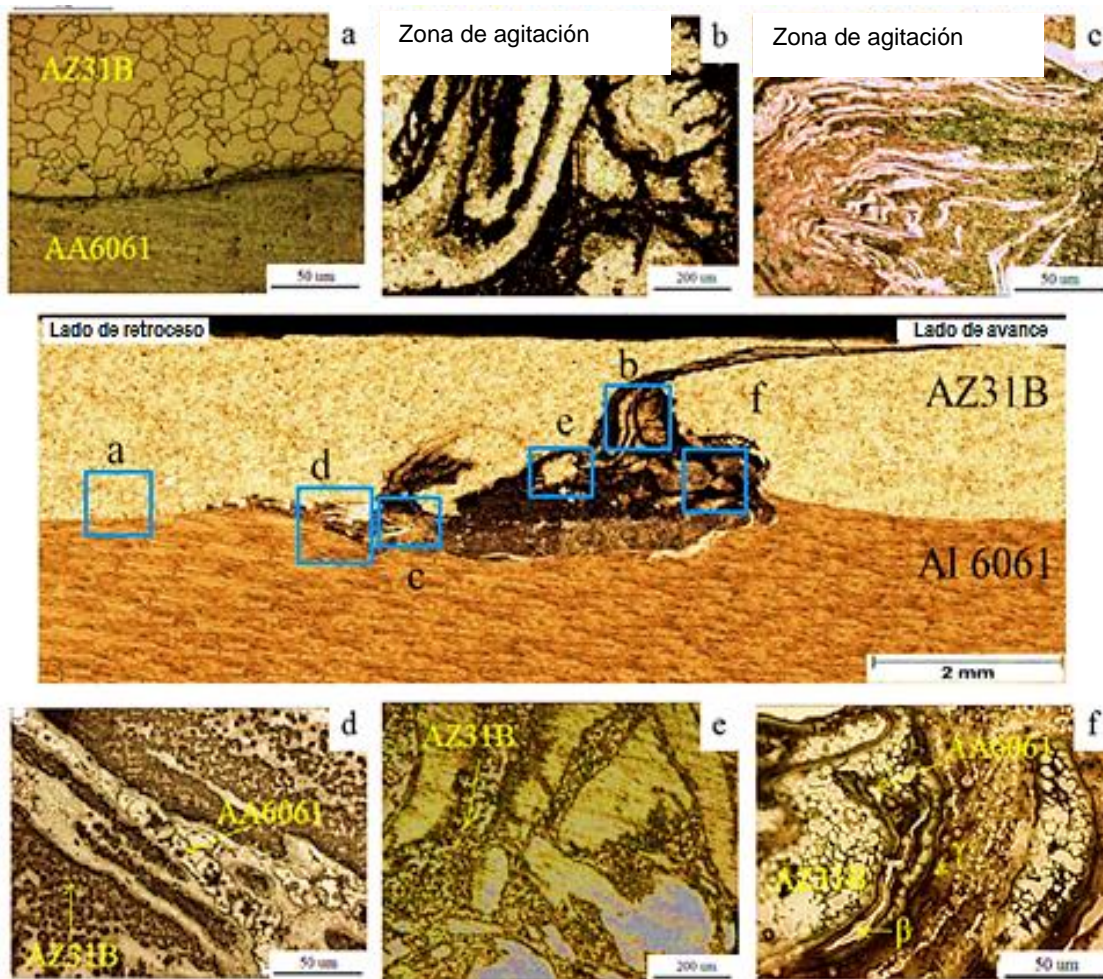 a
AZ31B
AA6061
50 um
Zona de agitación
b
200 um
Zona de agitación
c
50 um
Lado de retroceso
Lado de avance
a
d
c
e
b
f
AZ31B
Al 6061
2 mm
d
AA6061
AZ31B
50 um
e
AZ31B
200 um
f
AA6061
AZ31B
γ
β
50 um